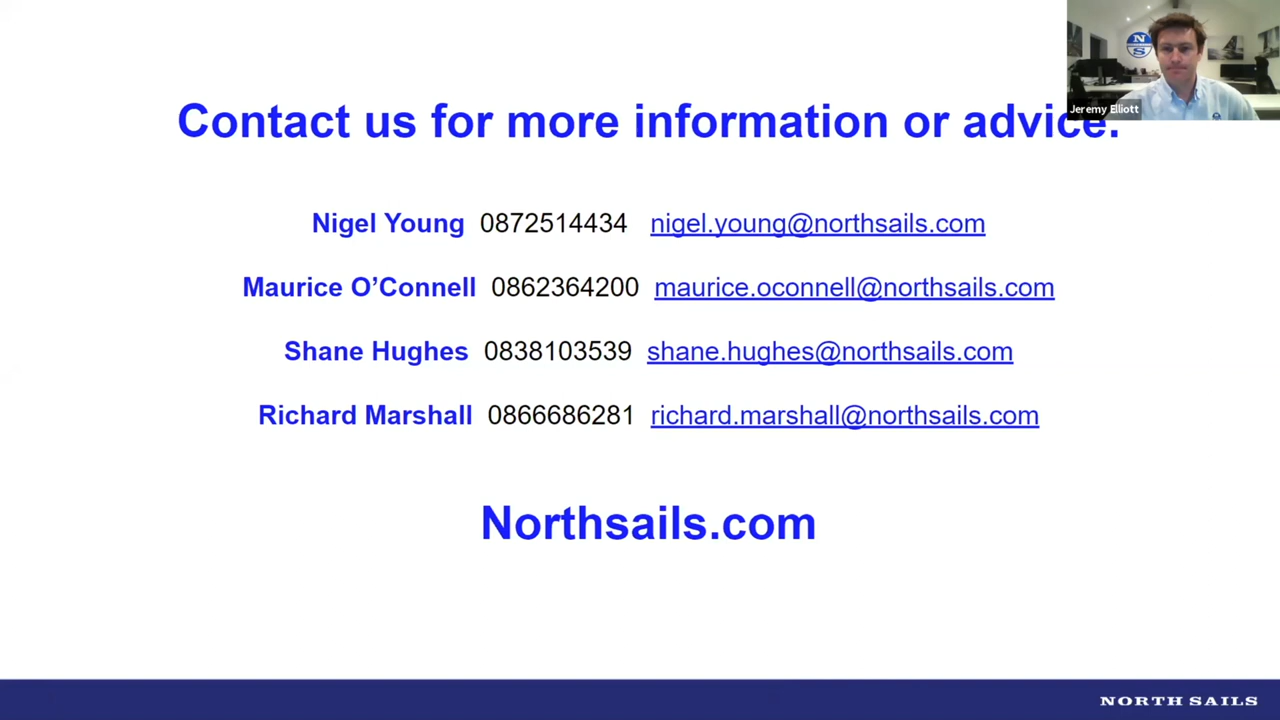 N
S
Jeremy Elliott
Contact us for more information or advice.
Nigel Young 0872514434 nigel.young@northsails.com
Maurice O’Connell 0862364200 maurice.oconnell@northsails.com
Shane Hughes 0838103539 shane.hughes@northsails.com
Richard Marshall 0866686281 richard.marshall@northsails.com
Northsails.com
NORTH SAILS